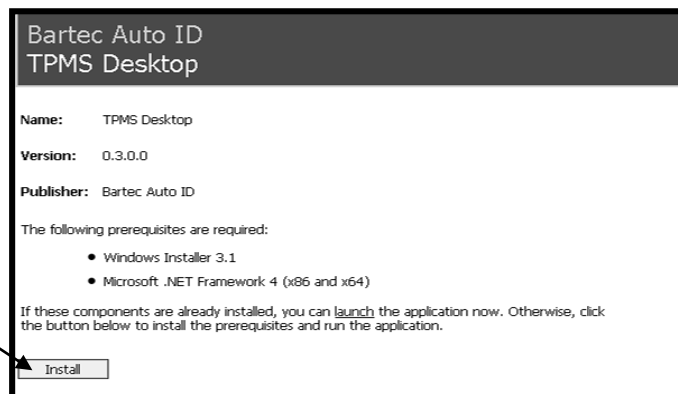 Bartec Auto ID
TPMS Desktop
Name: TPMS Desktop
Version: 0.3.0.0
Publisher: Bartec Auto ID
The following prerequisites are required:
• Windows Installer 3.1
• Microsoft .NET Framework 4 (x86 and x64)
If these components are already installed, you can launch the application now. Otherwise, click
the button below to install the prerequisites and run the application.
Install